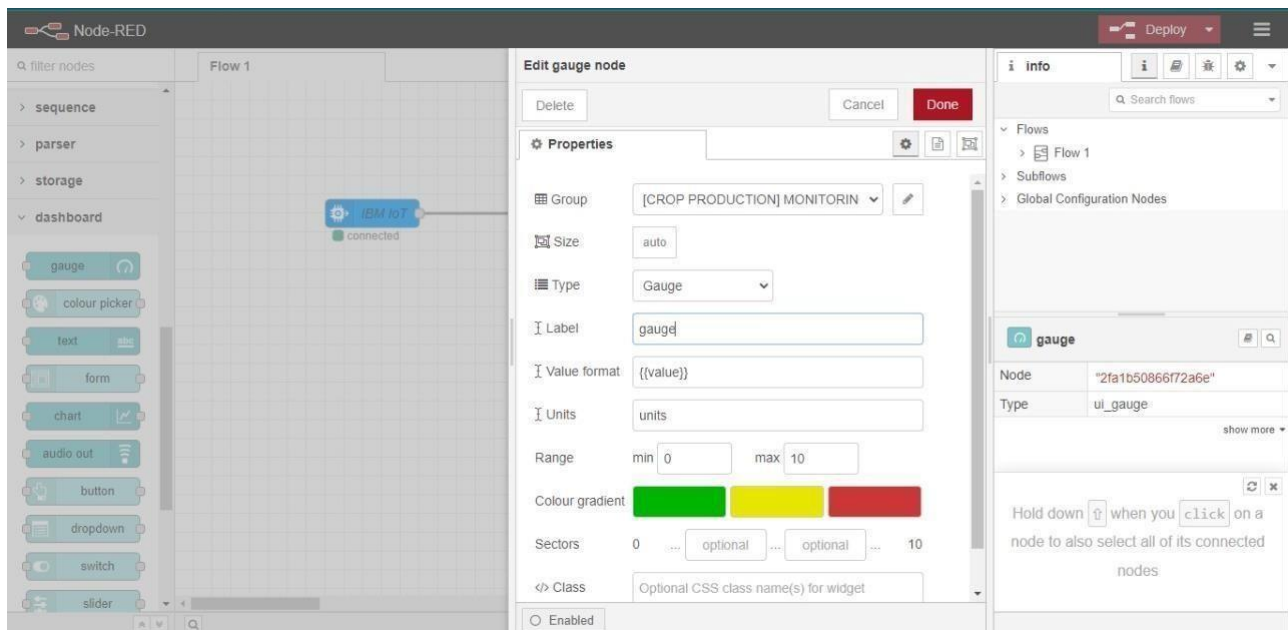 Node-RED
Deploy
filter nodes
sequence
parser
storage
dashboard
gauge
colour picker
text
abc
form
chart
audio out
button
dropdown
switch
slider
Flow 1
IBM IoT
connected
Edit gauge node
Delete
Cancel
Done
Properties
Group
[CROP PRODUCTION] MONITORIN
Size
auto
Type
Gauge
Label
gauge
Value format
{{value}}
Units
units
Range
min 0
max 10
Colour gradient
Sectors
0 ... optional ... optional ... 10
</> Class
Optional CSS class name(s) for widget
Enabled
i info
i
Search flows
Flows
Flow 1
Subflows
Global Configuration Nodes
gauge
Node "2fa1b50866f72a6e"
Type ui_gauge
show more
Hold down ⇧ when you click on a
node to also select all of its connected
nodes